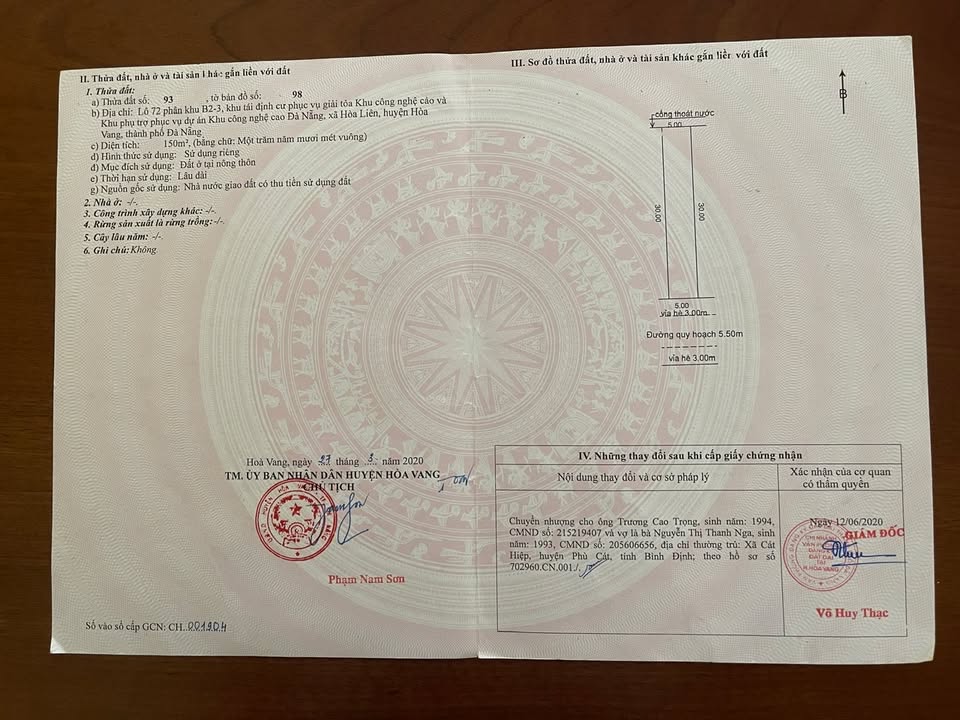 II. Thửa đất, nhà ở và tài sản khác gắn liền với đất
1. Thửa đất:
a) Thửa đất số: 93 , tờ bản đồ số: 98
b) Địa chỉ: Lô 72 phân khu B2-3, khu tái định cư phục vụ giải tỏa Khu công nghệ cao và
Khu phụ trợ phục vụ dự án Khu công nghệ cao Đà Nẵng, xã Hòa Liên, huyện Hòa
Vang, thành phố Đà Nẵng
c) Diện tích: 150m², (bằng chữ: Một trăm năm mươi mét vuông)
d) Hình thức sử dụng: Sử dụng riêng
đ) Mục đích sử dụng: Đất ở tại nông thôn
e) Thời hạn sử dụng: Lâu dài
g) Nguồn gốc sử dụng: Nhà nước giao đất có thu tiền sử dụng đất
2. Nhà ở: -/-.
3. Công trình xây dựng khác: -/-.
4. Rừng sản xuất là rừng trồng: -/-.
5. Cây lâu năm: -/-.
6. Ghi chú: Không
Hoà Vang, ngày 27 tháng 3 năm 2020
TM. ỦY BAN NHÂN DÂN HUYỆN HÒA VANG
CHỦ TỊCH
Phạm Nam Sơn
Số vào sổ cấp GCN: CH..001904
III. Sơ đồ thửa đất, nhà ở và tài sản khác gắn liền với đất
B
cống thoát nước
5.00
30.00
30.00
5.00
vỉa hè 3.00m
Đường quy hoạch 5.50m
vỉa hè 3.00m
IV. Những thay đổi sau khi cấp giấy chứng nhận
Nội dung thay đổi và cơ sở pháp lý
Xác nhận của cơ quan
có thẩm quyền
Chuyển nhượng cho ông Trương Cao Trọng, sinh năm: 1994,
CMND số: 215219407 và vợ là bà Nguyễn Thị Thanh Nga, sinh
năm: 1993, CMND số: 205606656, địa chỉ thường trú: Xã Cát
Hiệp, huyện Phù Cát, tỉnh Bình Định; theo hồ sơ số
702960.CN.001./.
Ngày 12/06/2020
GIÁM ĐỐC
CHI NHÁNH
VĂN PHÒNG
ĐĂNG KÝ
ĐẤT ĐAI
TẠI
H.HÒA VANG
Võ Huy Thạc